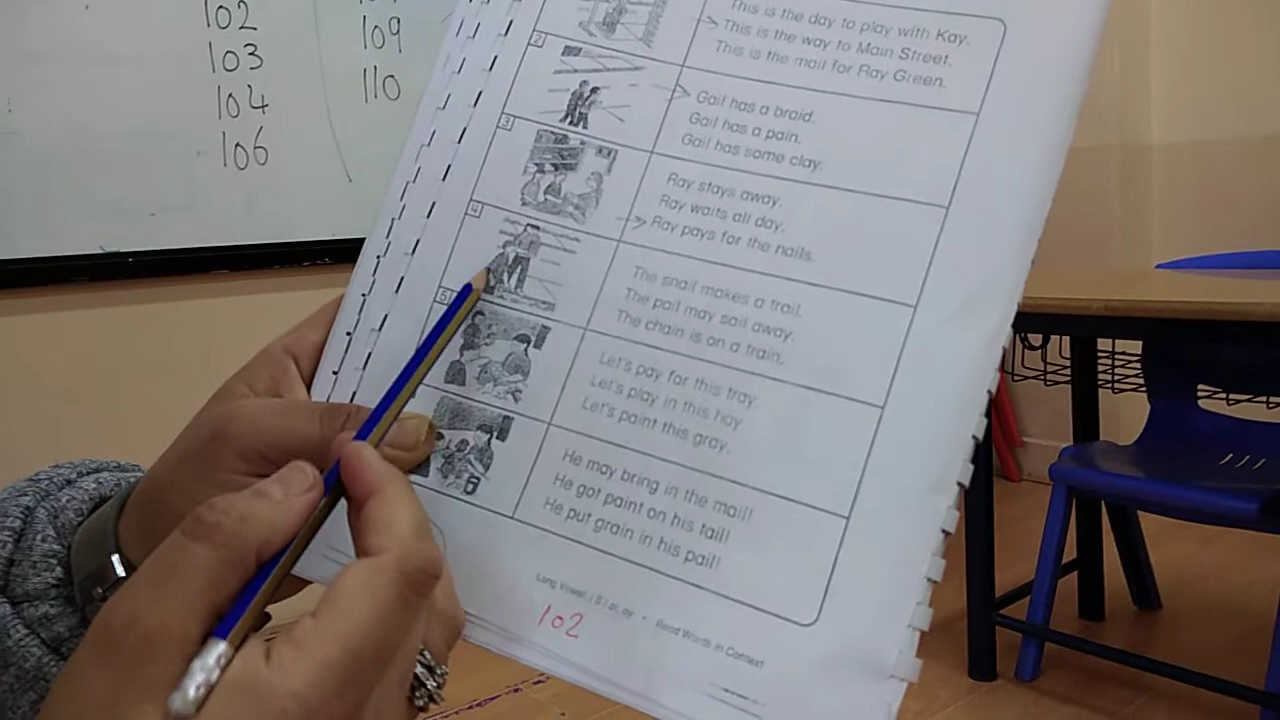 102
103
104
106
109
110
This is the day to play with Kay.
This is the way to Main Street.
This is the mail for Ray Green.
2
Gail has a braid.
Gail has a pain.
Gail has some clay.
3
Ray stays away.
Ray waits all day.
Ray pays for the nails.
4
The snail makes a trail.
The pail may sail away.
The chain is on a train.
5
Let's pay for this tray.
Let's play in this hay.
Let's paint this gray.
He may bring in the mail!
He got paint on his tail!
He put grain in his pail!
Long Vowel, / ā / ai, ay • Read Words in Context
102